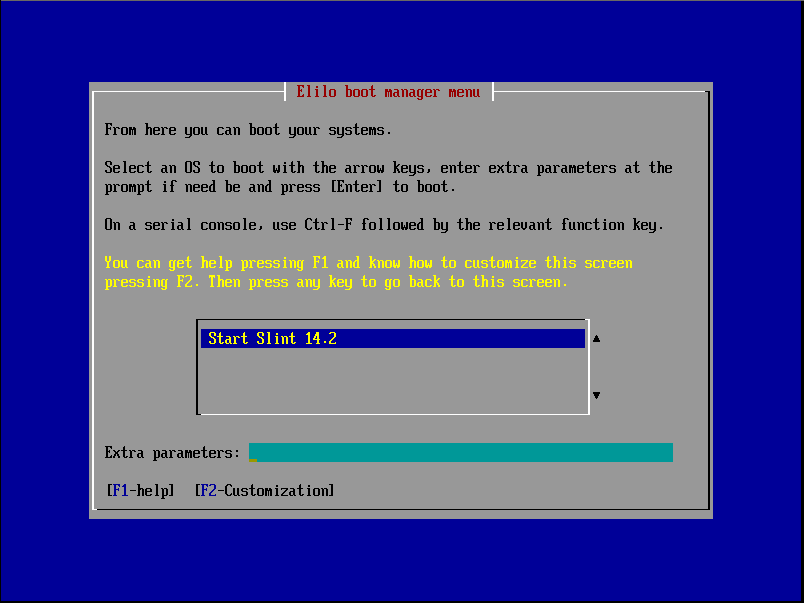 Elilo boot manager menu
From here you can boot your systems.
Select an OS to boot with the arrow keys, enter extra parameters at the
prompt if need be and press [Enter] to boot.
On a serial console, use Ctrl-F followed by the relevant function key.
You can get help pressing F1 and know how to customize this screen
pressing F2. Then press any key to go back to this screen.
Start Slint 14.2
Extra parameters:
[F1-help] [F2-Customization]